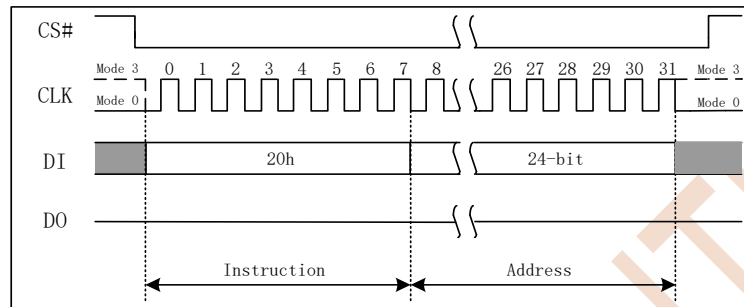 CS#
Mode 3 0 1 2 3 4 5 6 7 8 26 27 28 29 30 31 Mode 3
CLK
Mode 0 Mode 0
DI 20h 24-bit
DO
Instruction Address